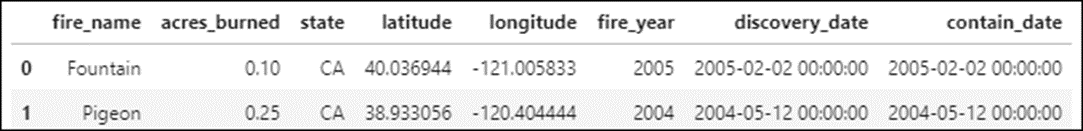 fire_name acres_burned state latitude longitude fire_year discovery_date contain_date
0 Fountain 0.10 CA 40.036944 -121.005833 2005 2005-02-02 00:00:00 2005-02-02 00:00:00
1 Pigeon 0.25 CA 38.933056 -120.404444 2004 2004-05-12 00:00:00 2004-05-12 00:00:00